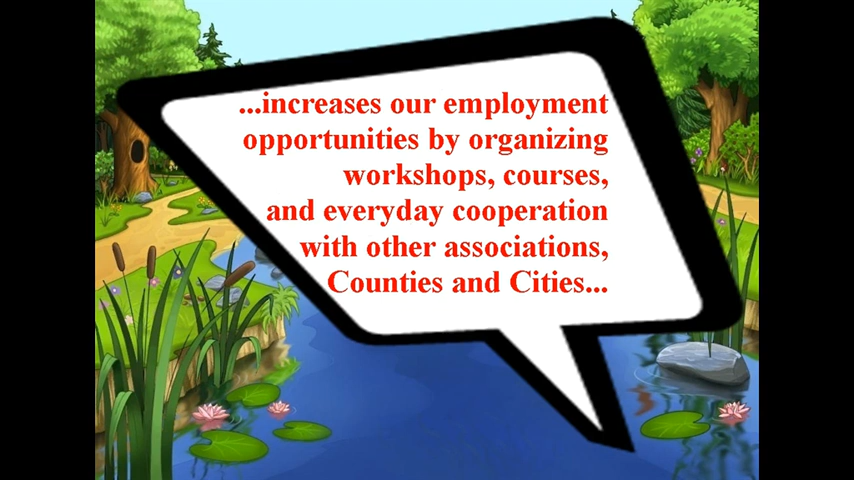 ...increases our employment
opportunities by organizing
workshops, courses,
and everyday cooperation
with other associations,
Counties and Cities...